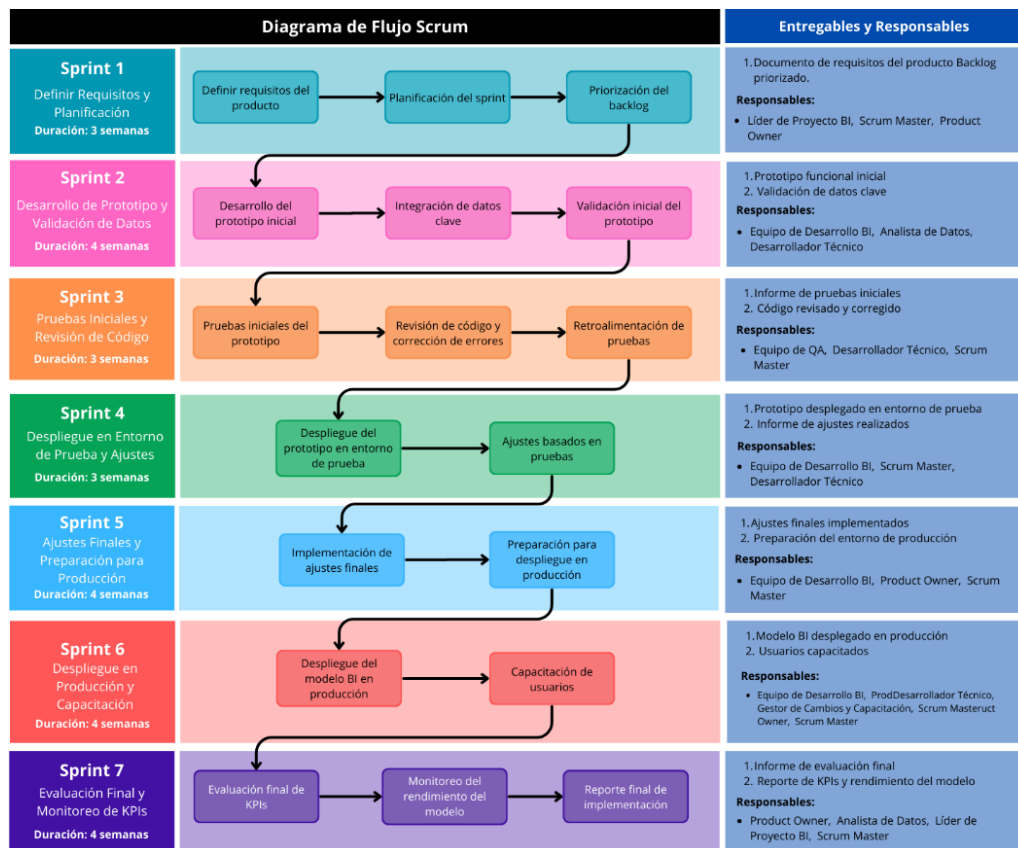 Diagrama de Flujo Scrum
Entregables y Responsables
Sprint 1
Definir Requisitos y
Planificación
Duración: 3 semanas
Definir requisitos del
producto
Planificación del sprint
Priorización del
backlog
1.Documento de requisitos del producto Backlog
priorizado.
Responsables:
• Líder de Proyecto BI, Scrum Master, Product
Owner
Sprint 2
Desarrollo de Prototipo y
Validación de Datos
Duración: 4 semanas
Desarrollo del
prototipo inicial
Integración de datos
clave
Validación inicial del
prototipo
1.Prototipo funcional inicial
2. Validación de datos clave
Responsables:
• Equipo de Desarrollo BI, Analista de Datos,
Desarrollador Técnico
Sprint 3
Pruebas Iniciales y
Revisión de Código
Duración: 3 semanas
Pruebas iniciales del
prototipo
Revisión de código y
corrección de errores
Retroalimentación de
pruebas
1.Informe de pruebas iniciales
2. Código revisado y corregido
Responsables:
• Equipo de QA, Desarrollador Técnico, Scrum
Master
Sprint 4
Despliegue en Entorno
de Prueba y Ajustes
Duración: 3 semanas
Despliegue del
prototipo en entorno
de prueba
Ajustes basados en
pruebas
1.Prototipo desplegado en entorno de prueba
2. Informe de ajustes realizados
Responsables:
• Equipo de Desarrollo BI, Scrum Master,
Desarrollador Técnico
Sprint 5
Ajustes Finales y
Preparación para
Producción
Duración: 4 semanas
Implementación de
ajustes finales
Preparación para
despliegue en
producción
1.Ajustes finales implementados
2. Preparación del entorno de producción
Responsables:
• Equipo de Desarrollo BI, Product Owner, Scrum
Master
Sprint 6
Despliegue en
Producción y
Capacitación
Duración: 4 semanas
Despliegue del
modelo BI en
producción
Capacitación de
usuarios
1.Modelo BI desplegado en producción
2. Usuarios capacitados
Responsables:
• Equipo de Desarrollo BI, ProdDesarrollador Técnico,
Gestor de Cambios y Capacitación, Scrum Masteruct
Owner, Scrum Master
Sprint 7
Evaluación Final y
Monitoreo de KPIs
Duración: 4 semanas
Evaluación final de
KPIs
Monitoreo del
rendimiento del
modelo
Reporte final de
implementación
1.Informe de evaluación final
2. Reporte de KPIs y rendimiento del modelo
Responsables:
• Product Owner, Analista de Datos, Líder de
Proyecto BI, Scrum Master